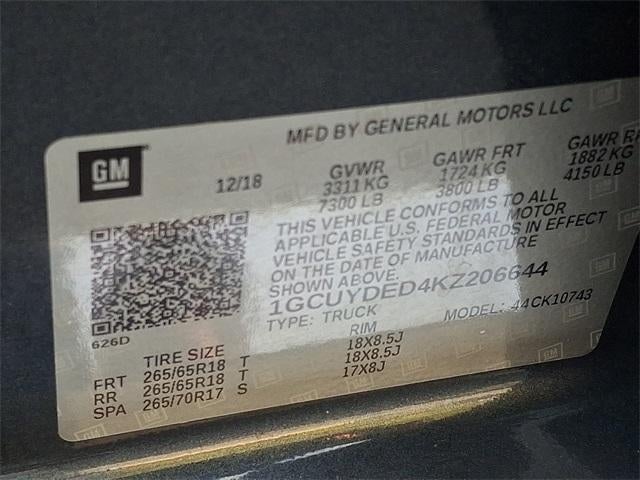 MFD BY GENERAL MOTORS LLC
GM
12/18 GVWR GAWR FRT GAWR
3311 KG 1724 KG 1882 KG
7300 LB 3800 LB 4150 LB
THIS VEHICLE CONFORMS TO ALL
APPLICABLE U.S. FEDERAL MOTOR
VEHICLE SAFETY STANDARDS IN EFFECT
ON THE DATE OF MANUFACTURE
SHOWN ABOVE.
1GCUYDED4KZ206644
TYPE: TRUCK MODEL: 44CK10743
626D
TIRE SIZE RIM
FRT 265/65R18 T 18X8.5J
RR 265/65R18 T 18X8.5J
SPA 265/70R17 S 17X8J